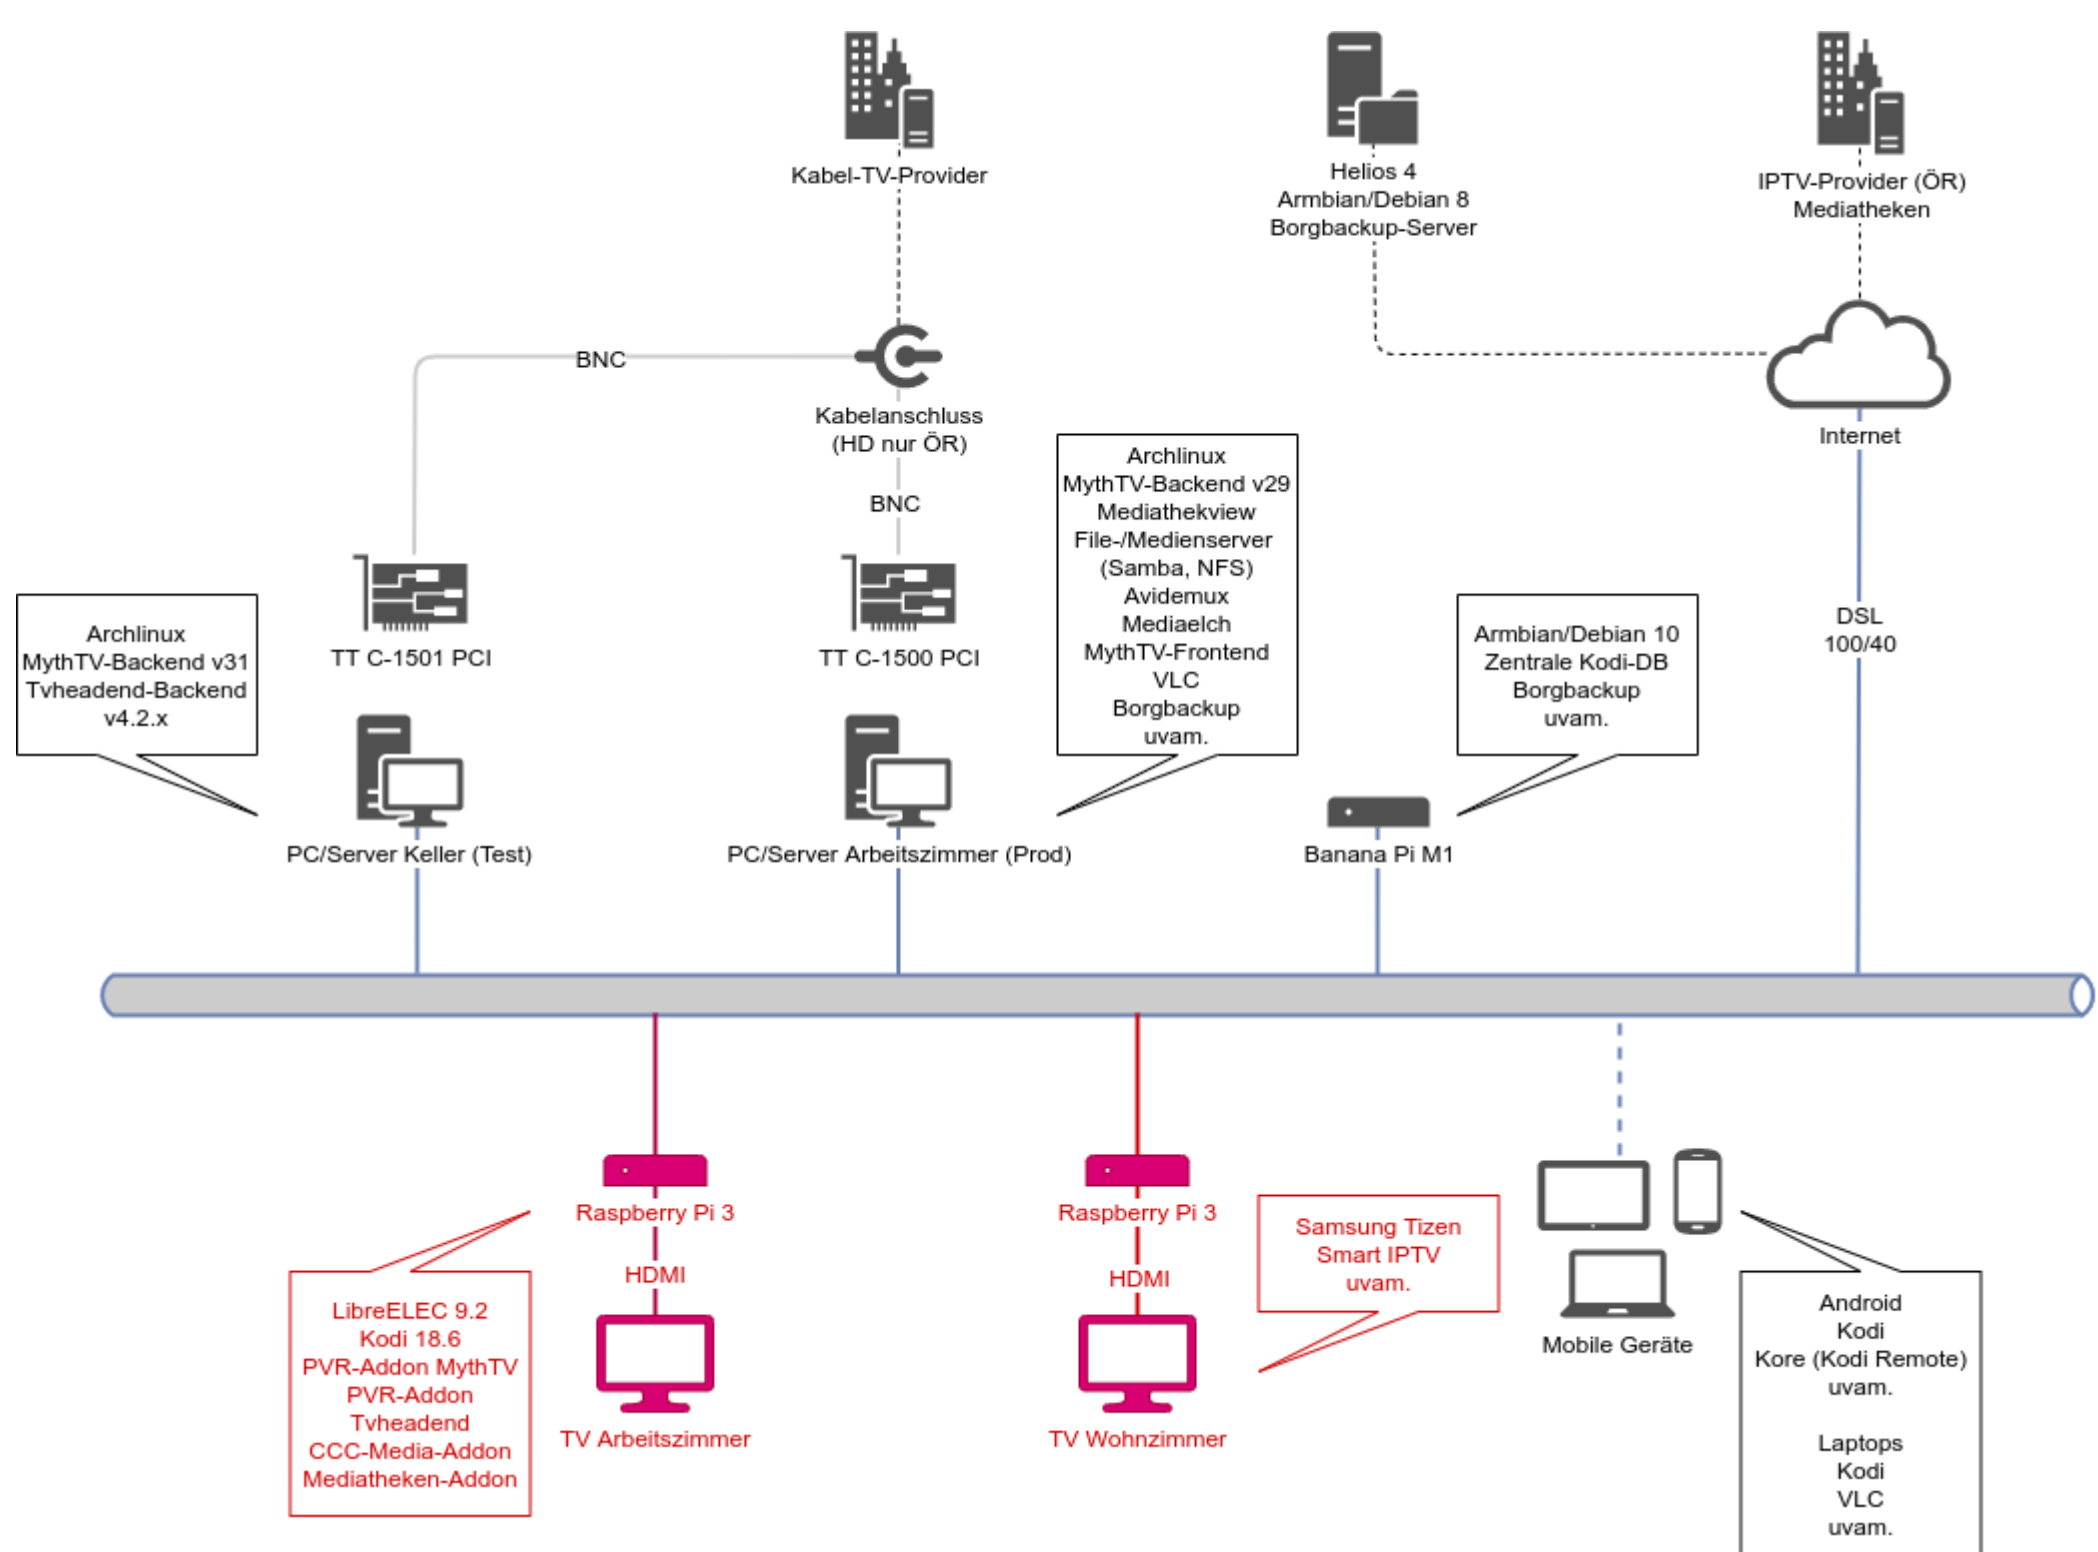 Kabel-TV-Provider
Helios 4
Armbian/Debian 8
Borgbackup-Server
IPTV-Provider (ÖR)
Mediatheken
BNC
Kabelanschluss
(HD nur ÖR)
BNC
Internet
DSL
100/40
Archlinux
MythTV-Backend v31
Tvheadend-Backend
v4.2.x
TT C-1501 PCI
TT C-1500 PCI
Archlinux
MythTV-Backend v29
Mediathekview
File-/Medienserver
(Samba, NFS)
Avidemux
Mediaelch
MythTV-Frontend
VLC
Borgbackup
uvam.
Armbian/Debian 10
Zentrale Kodi-DB
Borgbackup
uvam.
PC/Server Keller (Test)
PC/Server Arbeitszimmer (Prod)
Banana Pi M1
Raspberry Pi 3
HDMI
TV Arbeitszimmer
LibreELEC 9.2
Kodi 18.6
PVR-Addon MythTV
PVR-Addon
Tvheadend
CCC-Media-Addon
Mediatheken-Addon
Raspberry Pi 3
HDMI
TV Wohnzimmer
Samsung Tizen
Smart IPTV
uvam.
Mobile Geräte
Android
Kodi
Kore (Kodi Remote)
uvam.
Laptops
Kodi
VLC
uvam.